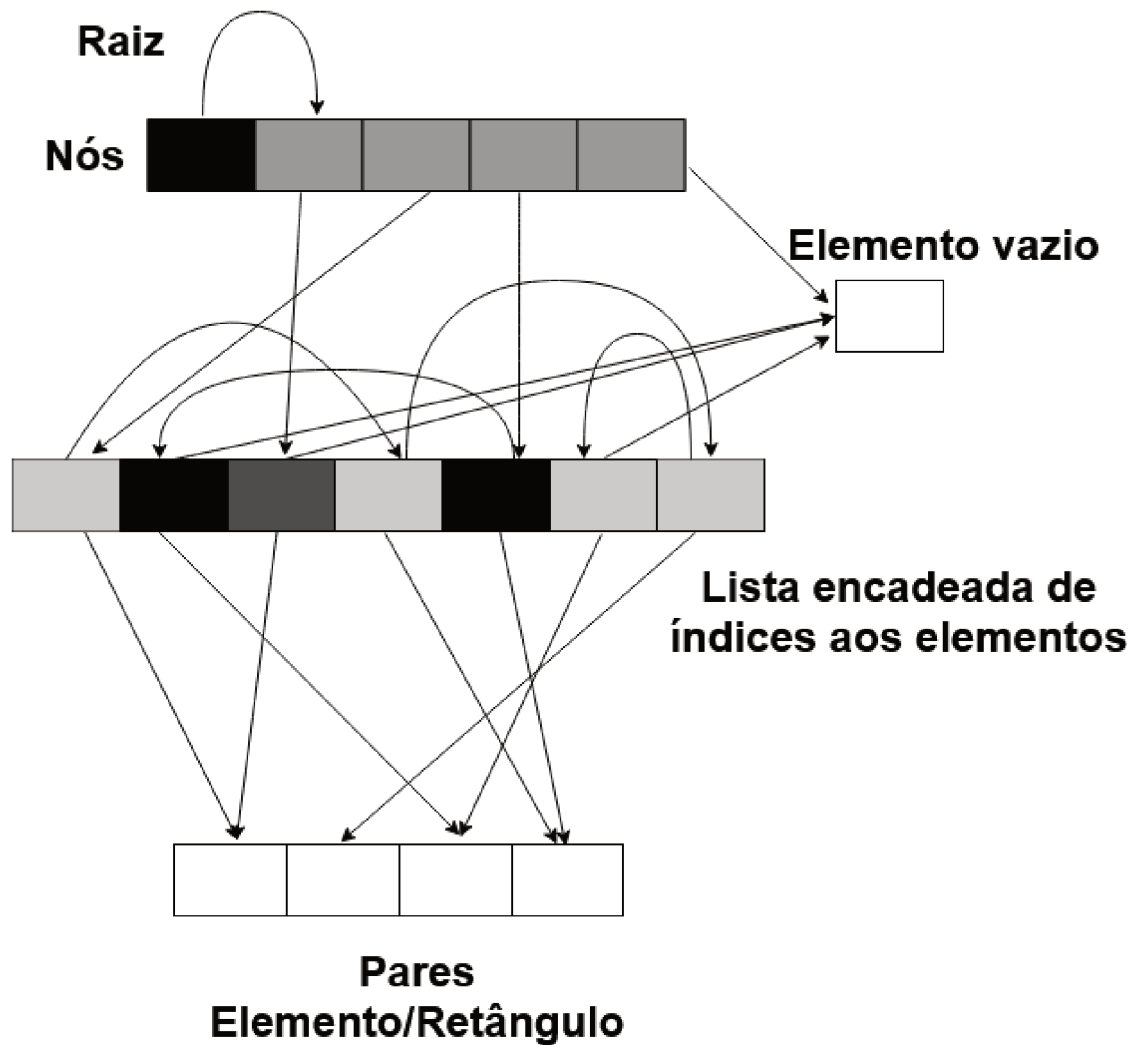 Raiz
Nós
Elemento vazio
Lista encadeada de
índices aos elementos
Pares
Elemento/Retângulo